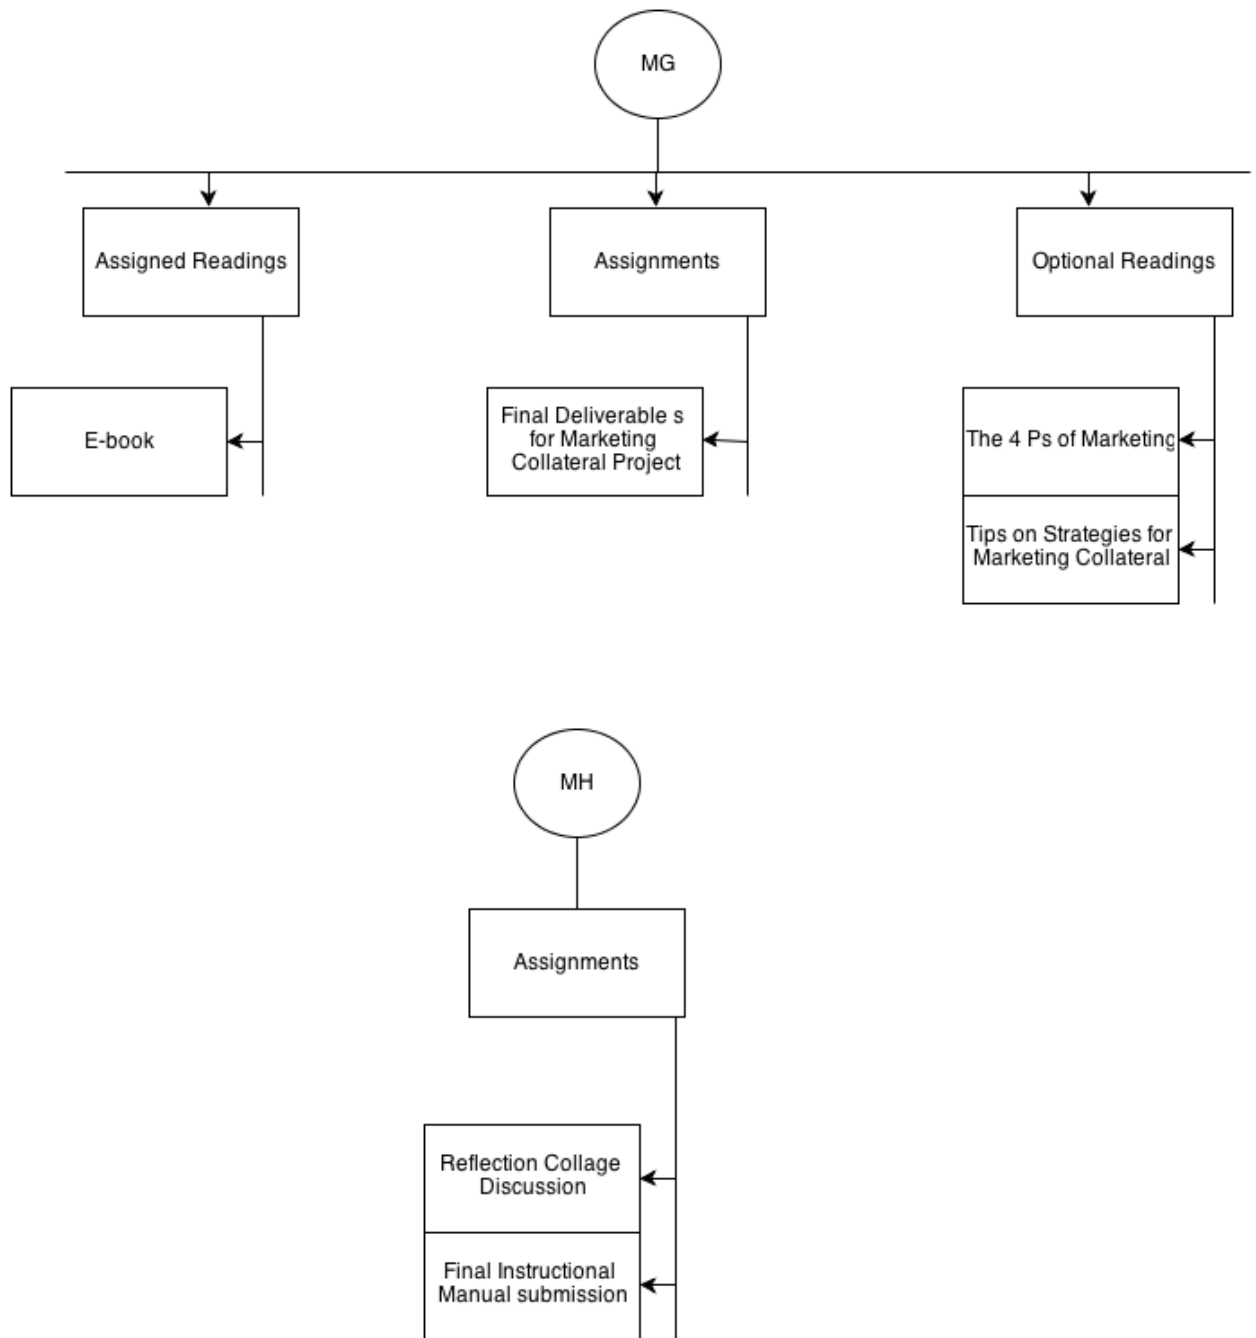 MG
Assigned Readings
Assignments
Optional Readings
E-book
Final Deliverable s
for Marketing
Collateral Project
The 4 Ps of Marketing
Tips on Strategies for
Marketing Collateral
MH
Assignments
Reflection Collage
Discussion
Final Instructional
Manual submission